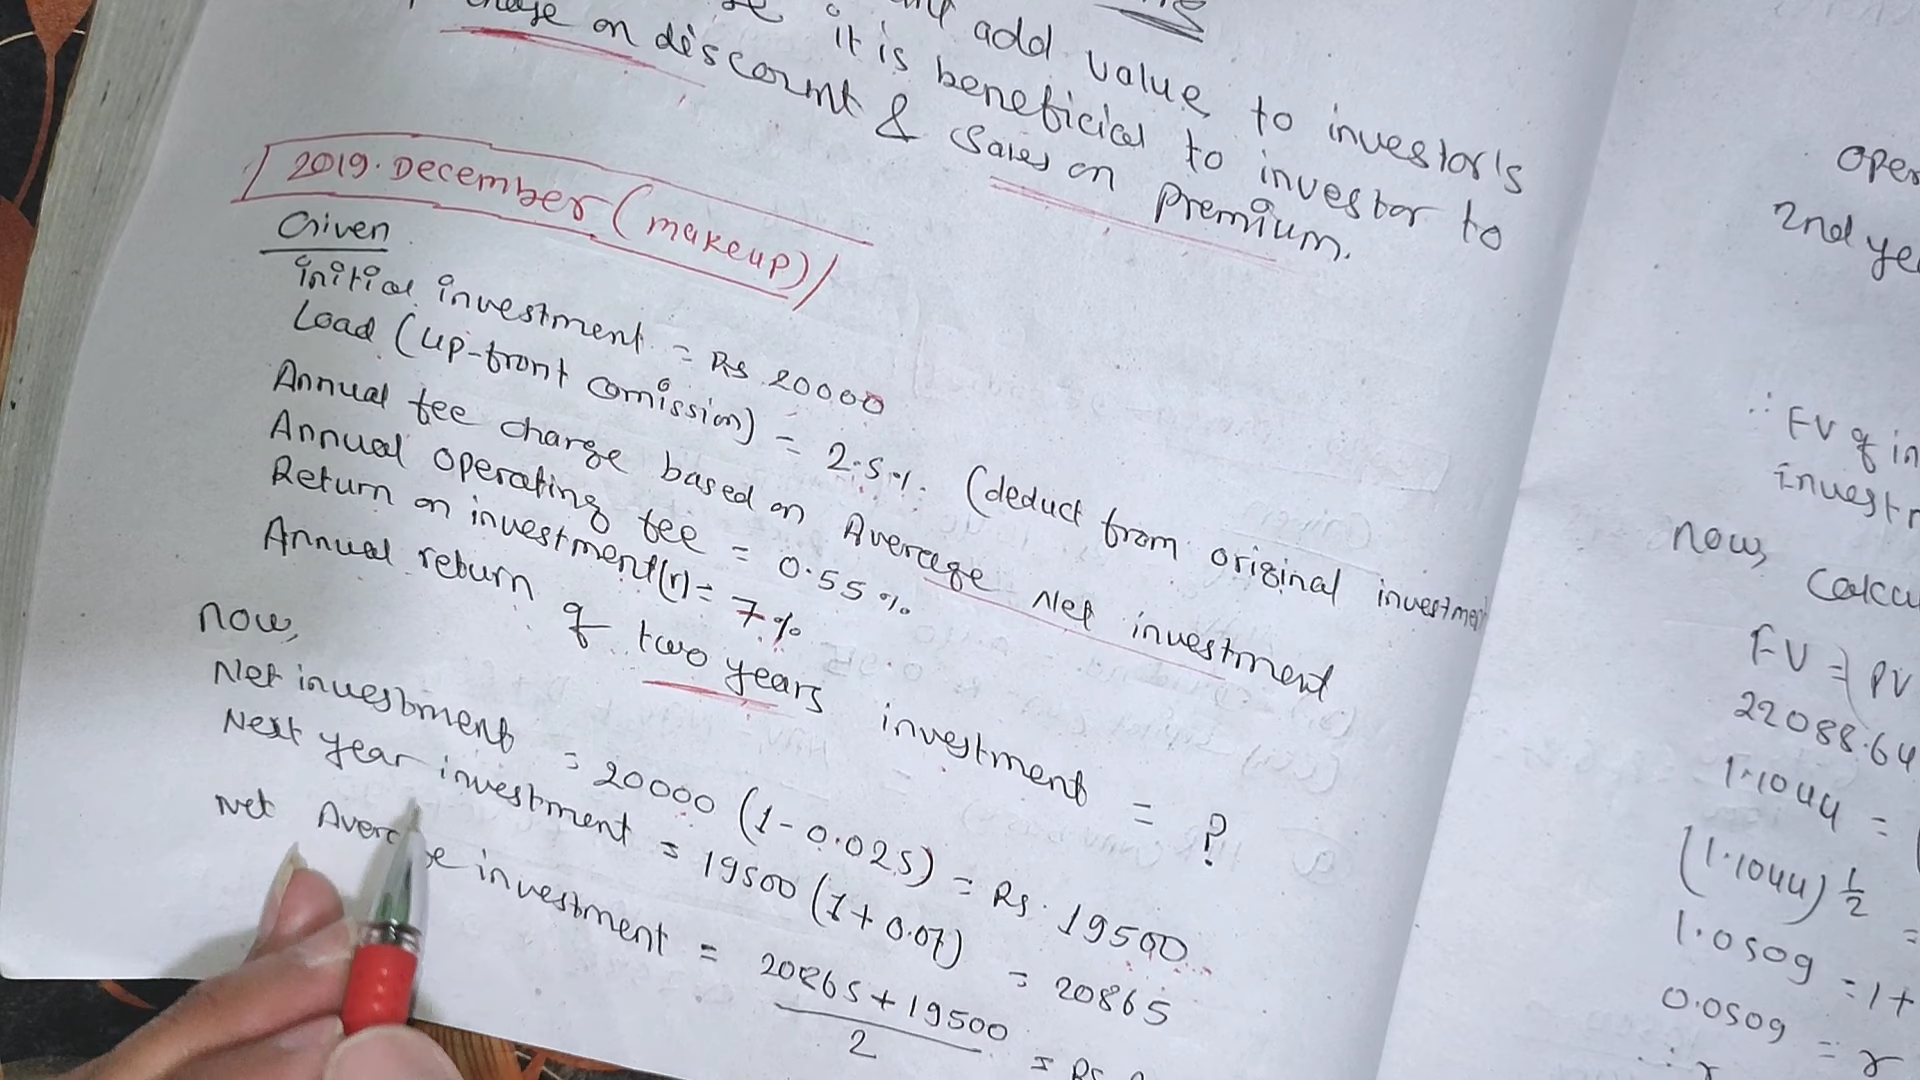 add value to investor's
it is beneficial to investor to
on discount & sales on premium.
2019. December (makeup)
Given
initial investment = Rs 20000
Load (up-front comission) = 2.5%. (deduct from original investment
Annual fee charge based on Average Net investment
Annual operating fee = 0.55%
Return on investment(r) = 7%
Annual return of two years investment = ?
Now,
Net investment = 20000 (1-0.025) = Rs. 19500
Next year investment = 19500 (1+0.07) = 20865
Net Average investment = 20865+19500
2
= Rs
2nd ye
∴ FV of in
investm
now, calcu
FV = PV
22088.64
1.1044 =
(1.1044) 1/2 =
1.0509 = 1+
0.0509 = r